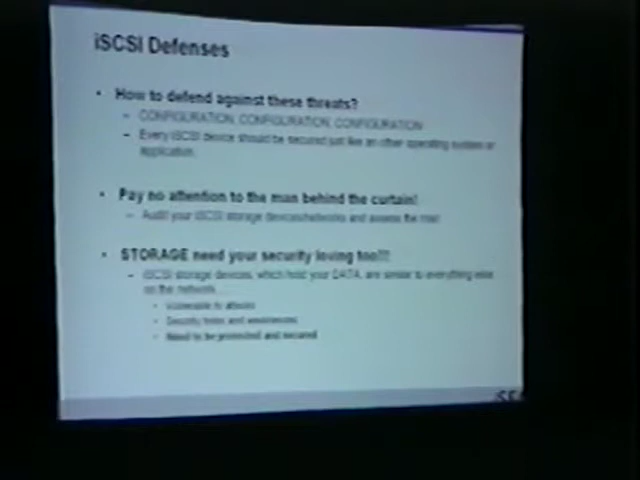 iSCSI Defenses
• How to defend against these threats?
– CONFIGURATION, CONFIGURATION, CONFIGURATION
– Every iSCSI device should be secured just like an other operating system or
application.
• Pay no attention to the man behind the curtain!
– Audit your iSCSI storage devices/networks and assess the risk!
• STORAGE need your security loving too!!!
– iSCSI storage devices, which host your DATA, are similar to everything else
on the network
• Vulnerable to attacks
• Security holes and weaknesses
• Need to be protected and secured